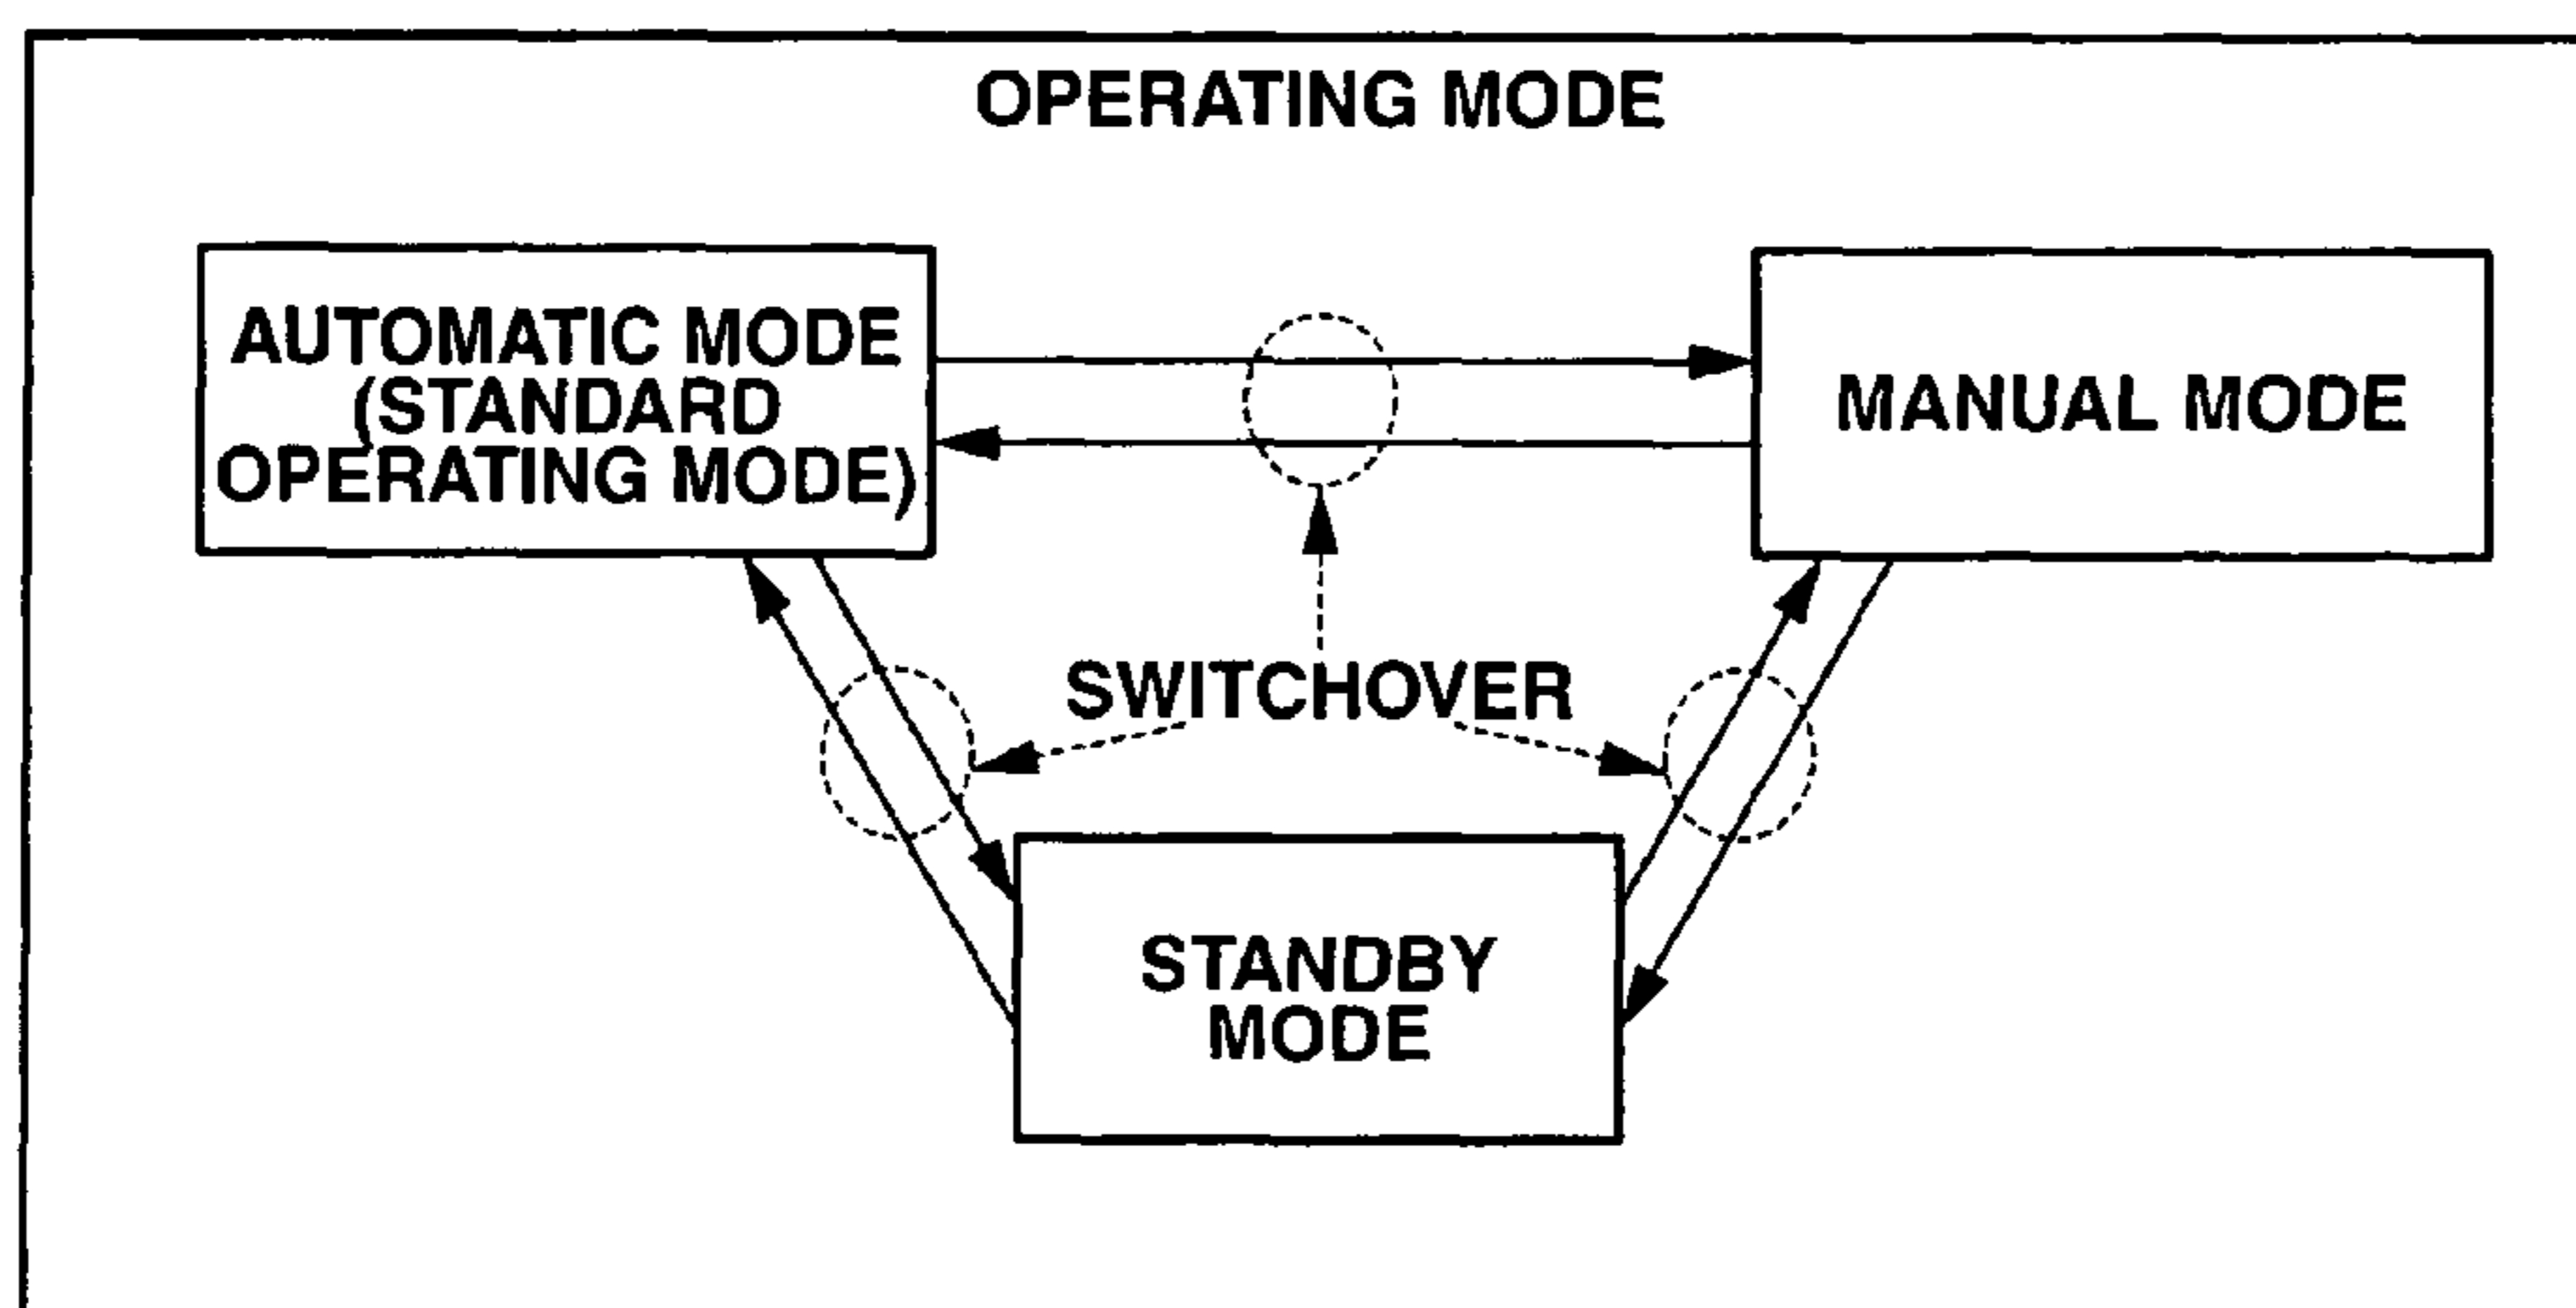 OPERATING MODE
AUTOMATIC MODE
(STANDARD
OPERATING MODE)
MANUAL MODE
SWITCHOVER
STANDBY
MODE